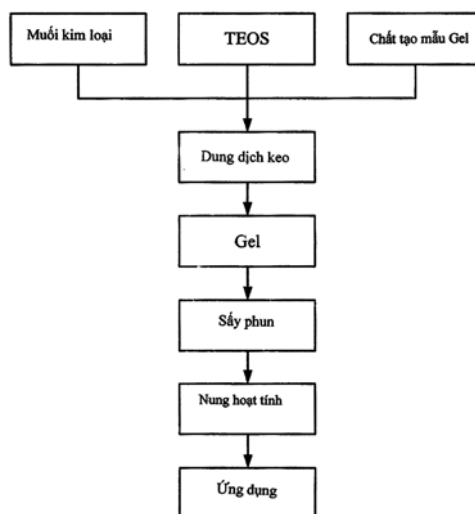 Muối kim loại
TEOS
Chất tạo mẫu Gel
Dung dịch keo
Gel
Sấy phun
Nung hoạt tính
Ứng dụng